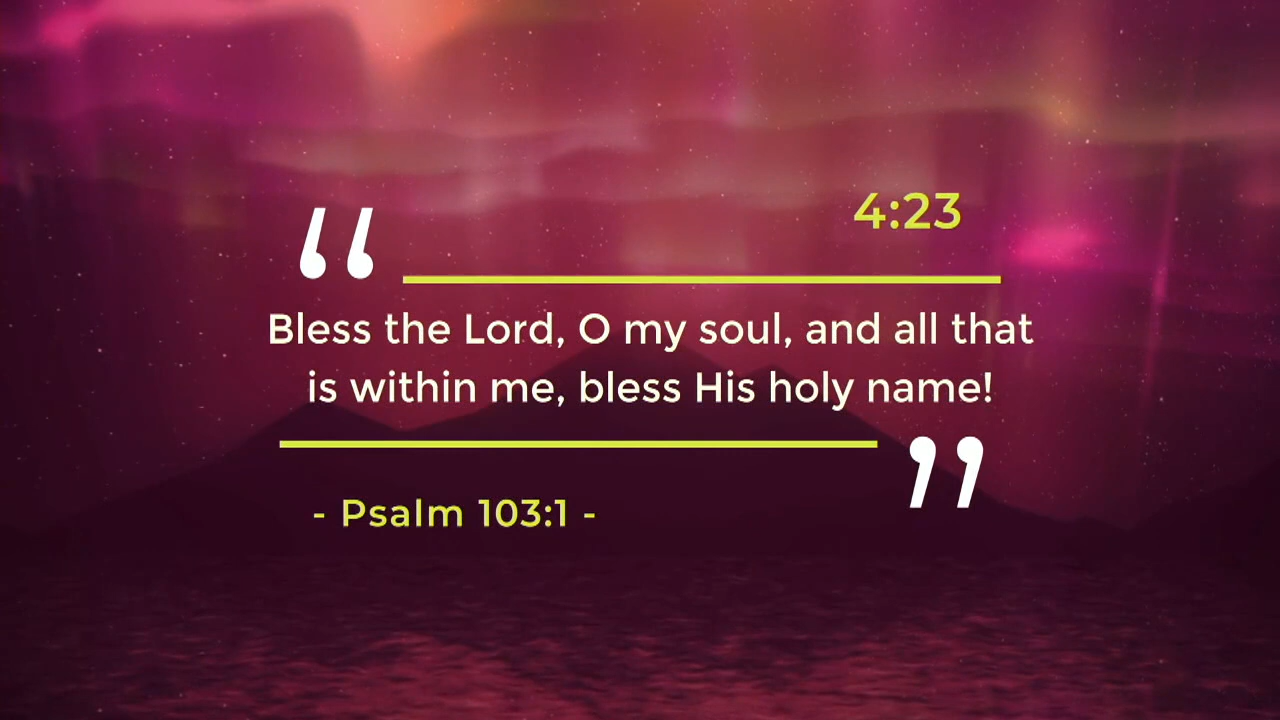 4:23
“
Bless the Lord, O my soul, and all that
is within me, bless His holy name!
”
- Psalm 103:1 -